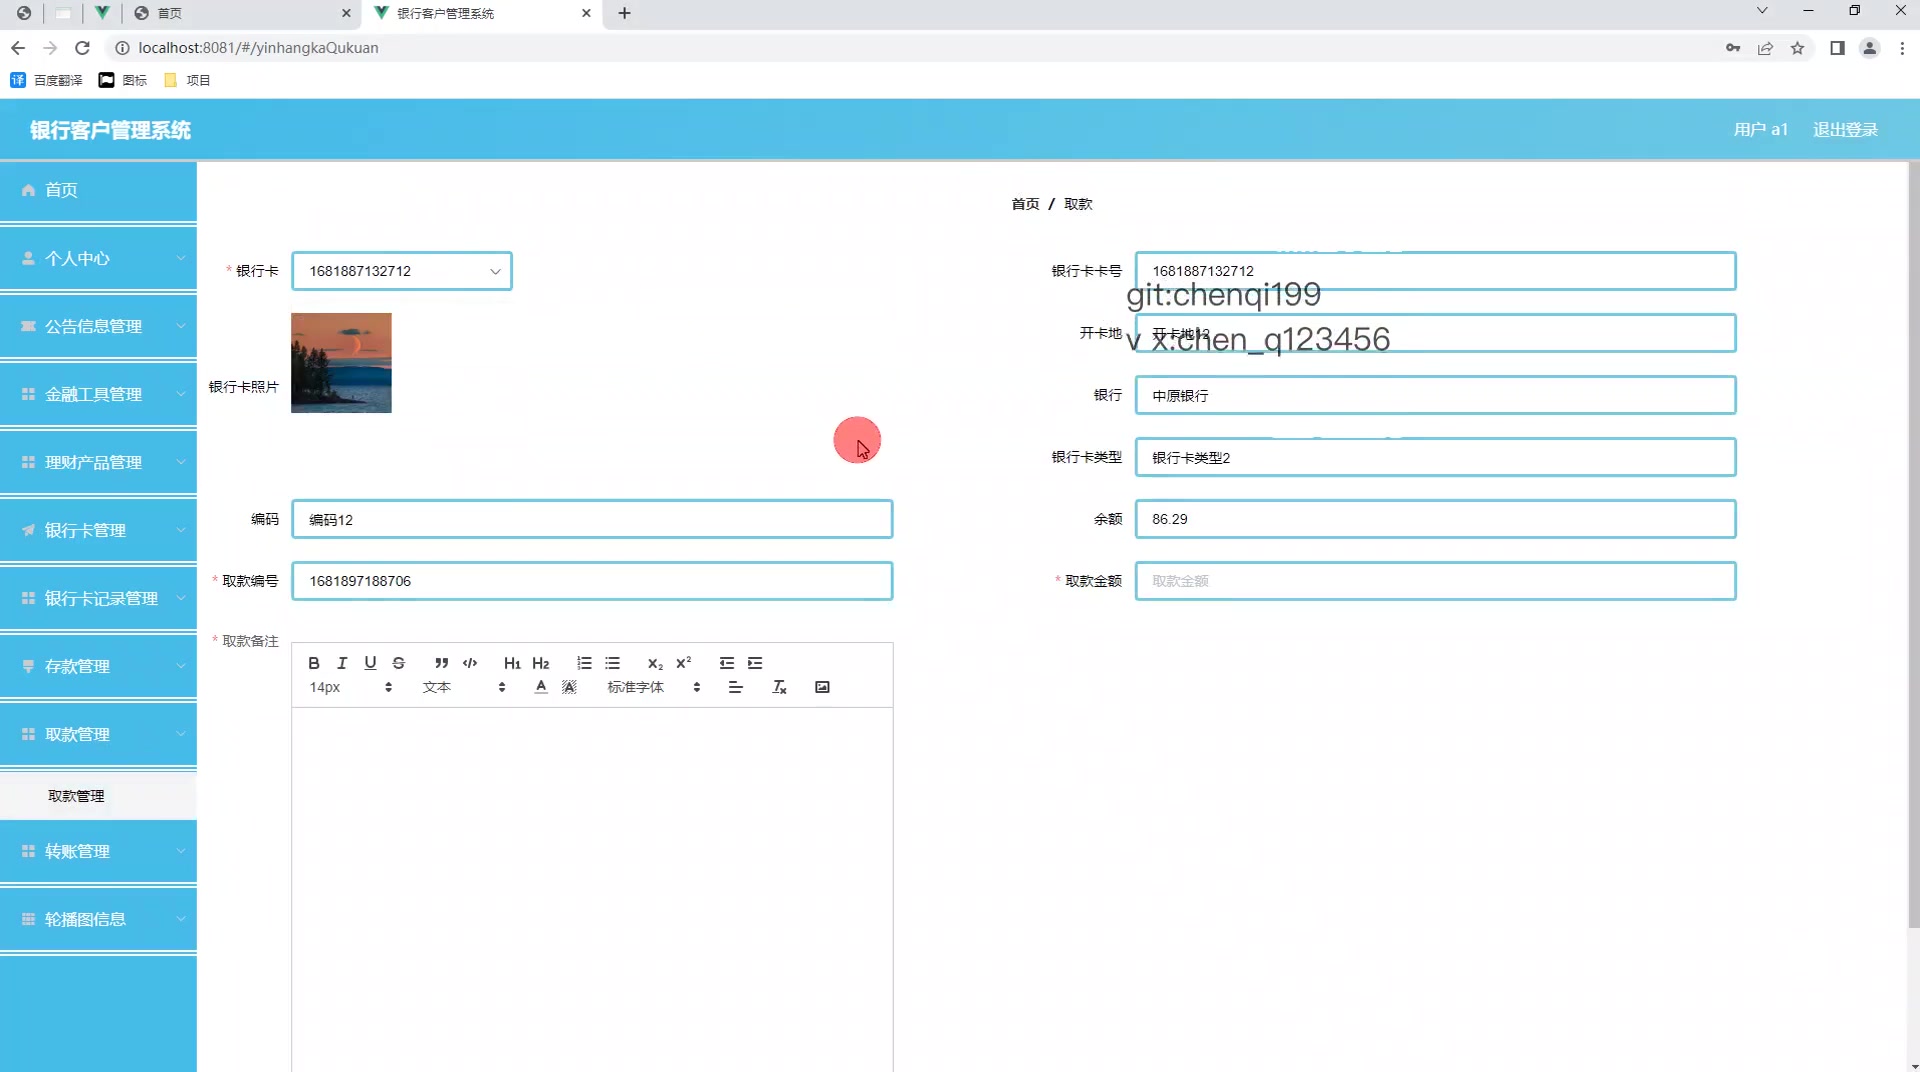 首页
银行客户管理系统
localhost:8081/#/yinhangkaQukuan
百度翻译
图标
项目
银行客户管理系统
用户 a1
退出登录
首页
个人中心
公告信息管理
金融工具管理
理财产品管理
银行卡管理
银行卡记录管理
存款管理
取款管理
取款管理
转账管理
轮播图信息
首页 / 取款
* 银行卡
1681887132712
银行卡卡号
1681887132712
git:chenqi199
开卡地
开卡地12
v x:chen_q123456
银行卡照片
银行
中原银行
银行卡类型
银行卡类型2
编码
编码12
余额
86.29
* 取款编号
1681897188706
* 取款金额
取款金额
* 取款备注
14px
文本
标准字体